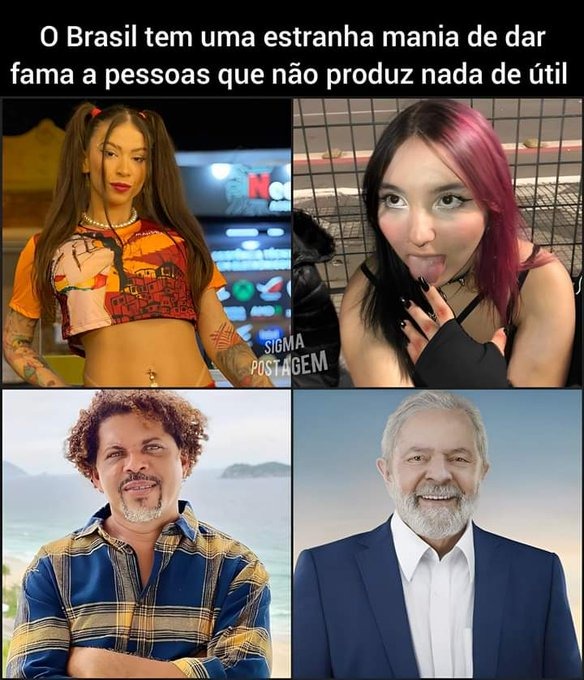 O Brasil tem uma estranha mania de dar
fama a pessoas que não produz nada de útil
SIGMA
POSTAGEM